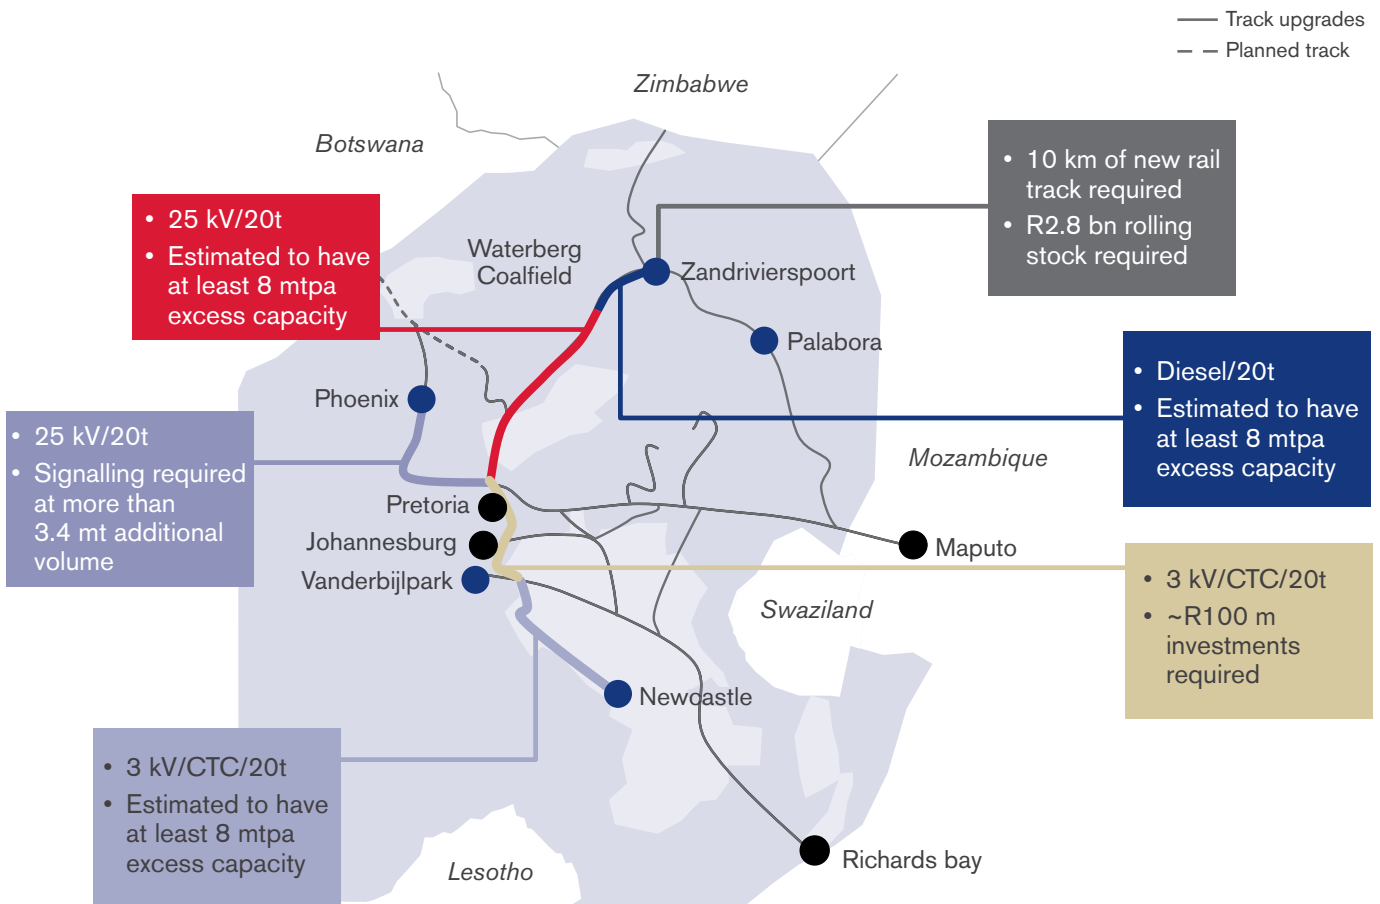 Track upgrades
Planned track
Zimbabwe
Botswana
• 10 km of new rail
track required
• R2.8 bn rolling
stock required
• 25 kV/20t
• Estimated to have
at least 8 mtpa
excess capacity
Waterberg
Coalfield
Zandrivierspoort
Palabora
• Diesel/20t
• Estimated to have
at least 8 mtpa
excess capacity
Phoenix
• 25 kV/20t
• Signalling required
at more than
3.4 mt additional
volume
Mozambique
Pretoria
Johannesburg
Vanderbijlpark
Maputo
Swaziland
• 3 kV/CTC/20t
• ~R100 m
investments
required
Newcastle
• 3 kV/CTC/20t
• Estimated to have
at least 8 mtpa
excess capacity
Lesotho
Richards bay